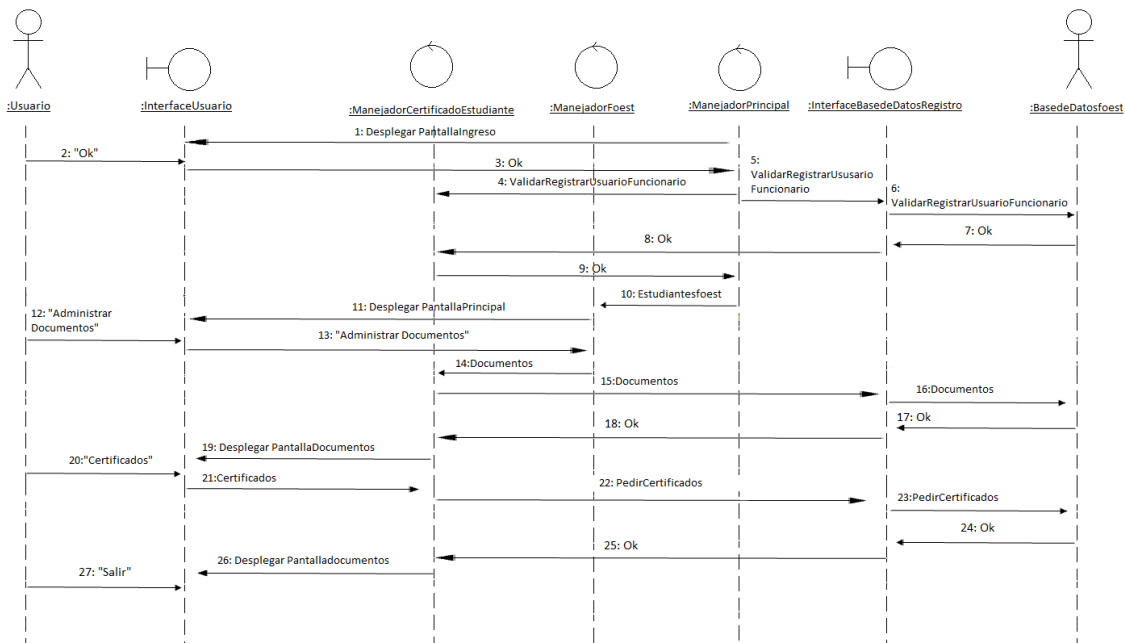 :Usuario
:InterfaceUsuario
:ManejadorCertificadoEstudiante
:ManejadorFoest
:ManejadorPrincipal
:InterfaceBasedeDatosRegistro
:BasedeDatosfoest
1: Desplegar PantallaIngreso
2: "Ok"
3: Ok
4: ValidarRegistrarUsuarioFuncionario
5:
ValidarRegistrarUsusario
Funcionario
6:
ValidarRegistrarUsuarioFuncionario
7: Ok
8: Ok
9: Ok
10: Estudiantesfoest
11: Desplegar PantallaPrincipal
12: "Administrar
Documentos"
13: "Administrar Documentos"
14:Documentos
15:Documentos
16:Documentos
17: Ok
18: Ok
19: Desplegar PantallaDocumentos
20:"Certificados"
21:Certificados
22: PedirCertificados
23:PedirCertificados
24: Ok
25: Ok
26: Desplegar Pantalladocumentos
27: "Salir"